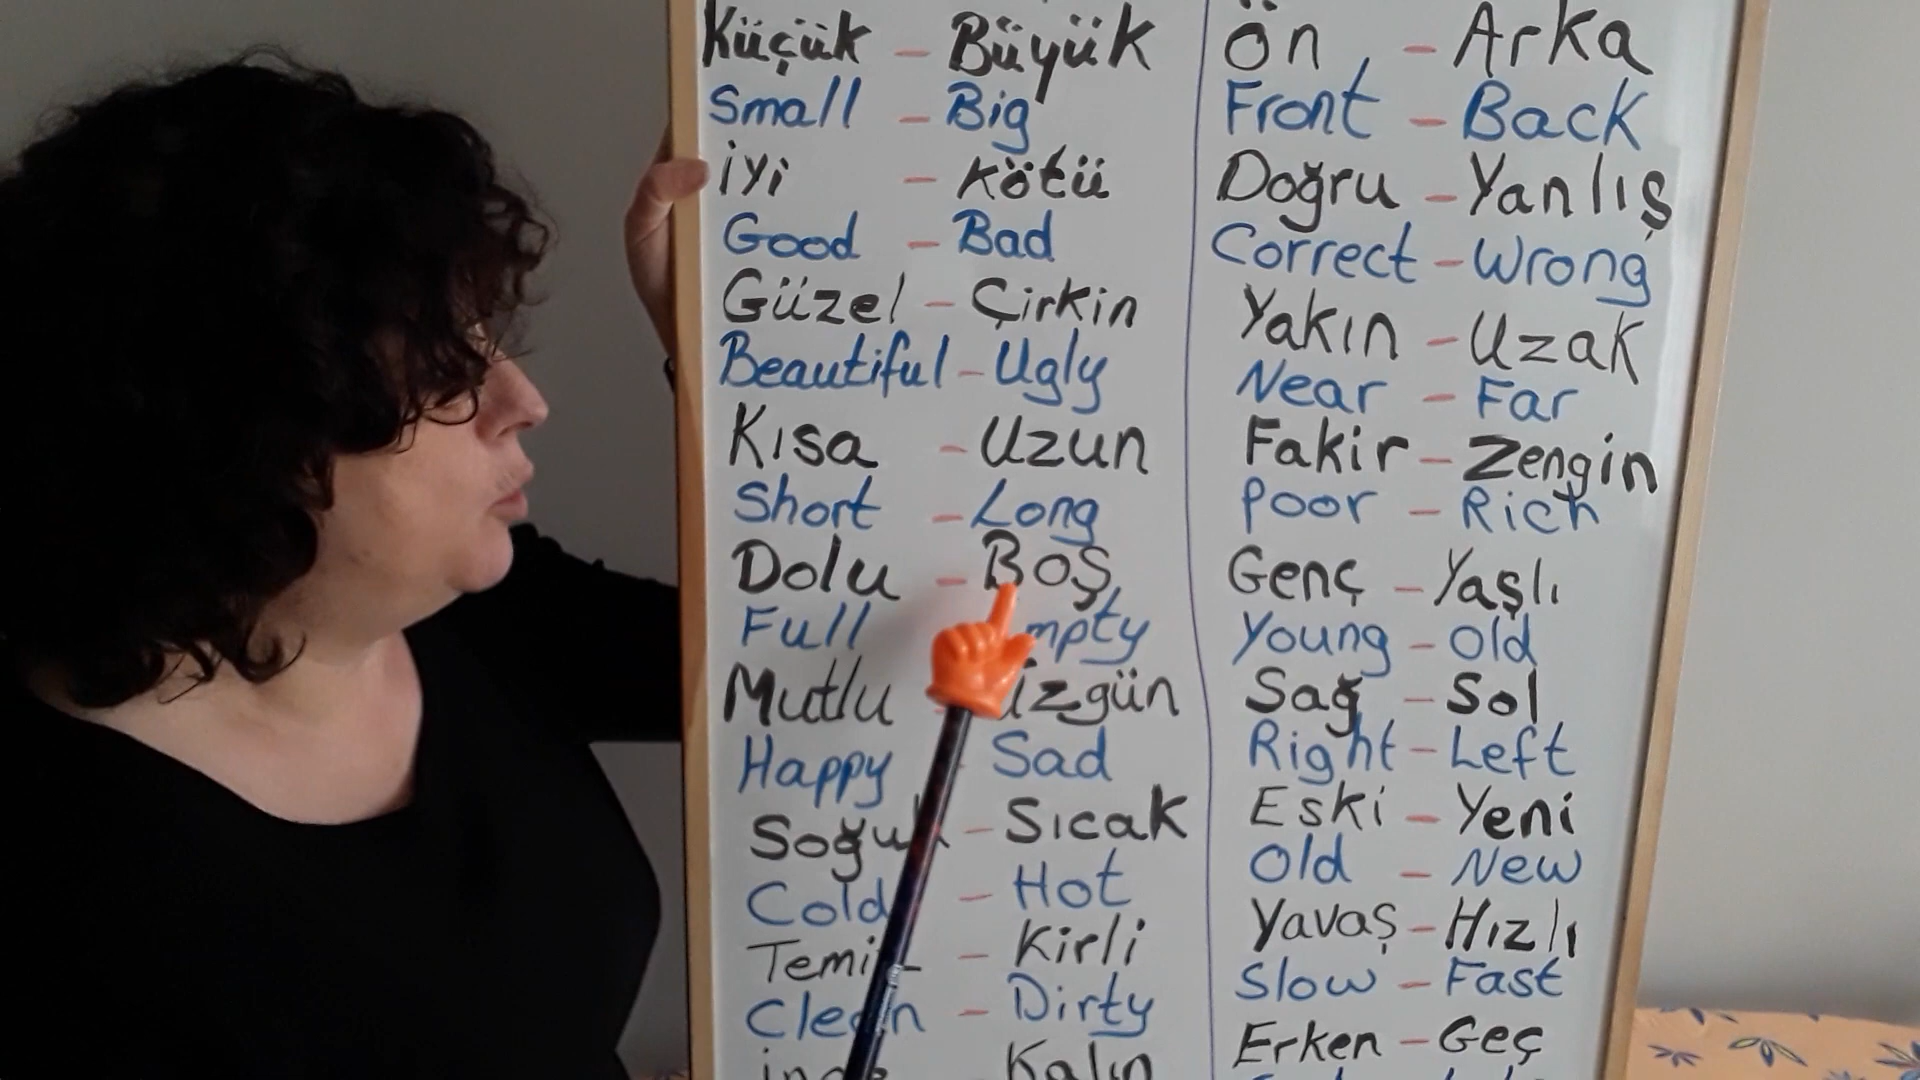 Küçük - Büyük
Small - Big
İyi - Kötü
Good - Bad
Güzel - Çirkin
Beautiful - Ugly
Kısa - Uzun
Short - Long
Dolu - Boş
Full
Mutlu
Happy Sad
- Sıcak
Cold - Hot
- Kirli
Clean - Dirty
Kalın
Ön - Arka
Front - Back
Doğru - Yanlış
Correct - Wrong
Yakın - Uzak
Near - Far
Fakir - Zengin
Poor - Rich
Genç - Yaşlı
Young - Old
Sağ - Sol
Right - Left
Eski - Yeni
Old - New
Yavaş - Hızlı
Slow - Fast
Erken - Geç